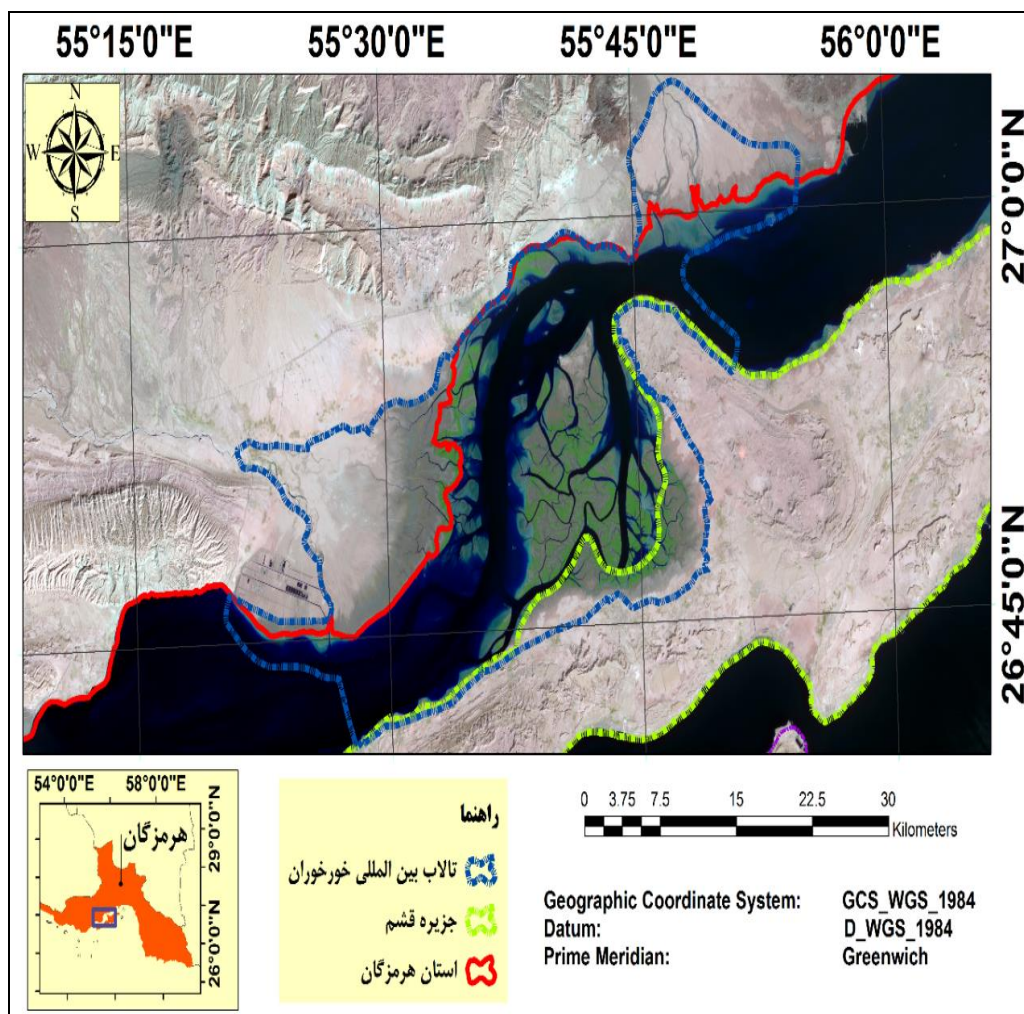 55°15'0"E 55°30'0"E 55°45'0"E 56°0'0"E
N
W E
S
27°0'0"N
26°45'0"N
54°0'0"E 58°0'0"E
هرمزگان
29°0'0"N
26°0'0"N
راهنما
تالاب بین المللی خورخوران
جزیره قشم
استان هرمزگان
0 3.75 7.5 15 22.5 30
Kilometers
Geographic Coordinate System: GCS_WGS_1984
Datum: D_WGS_1984
Prime Meridian: Greenwich